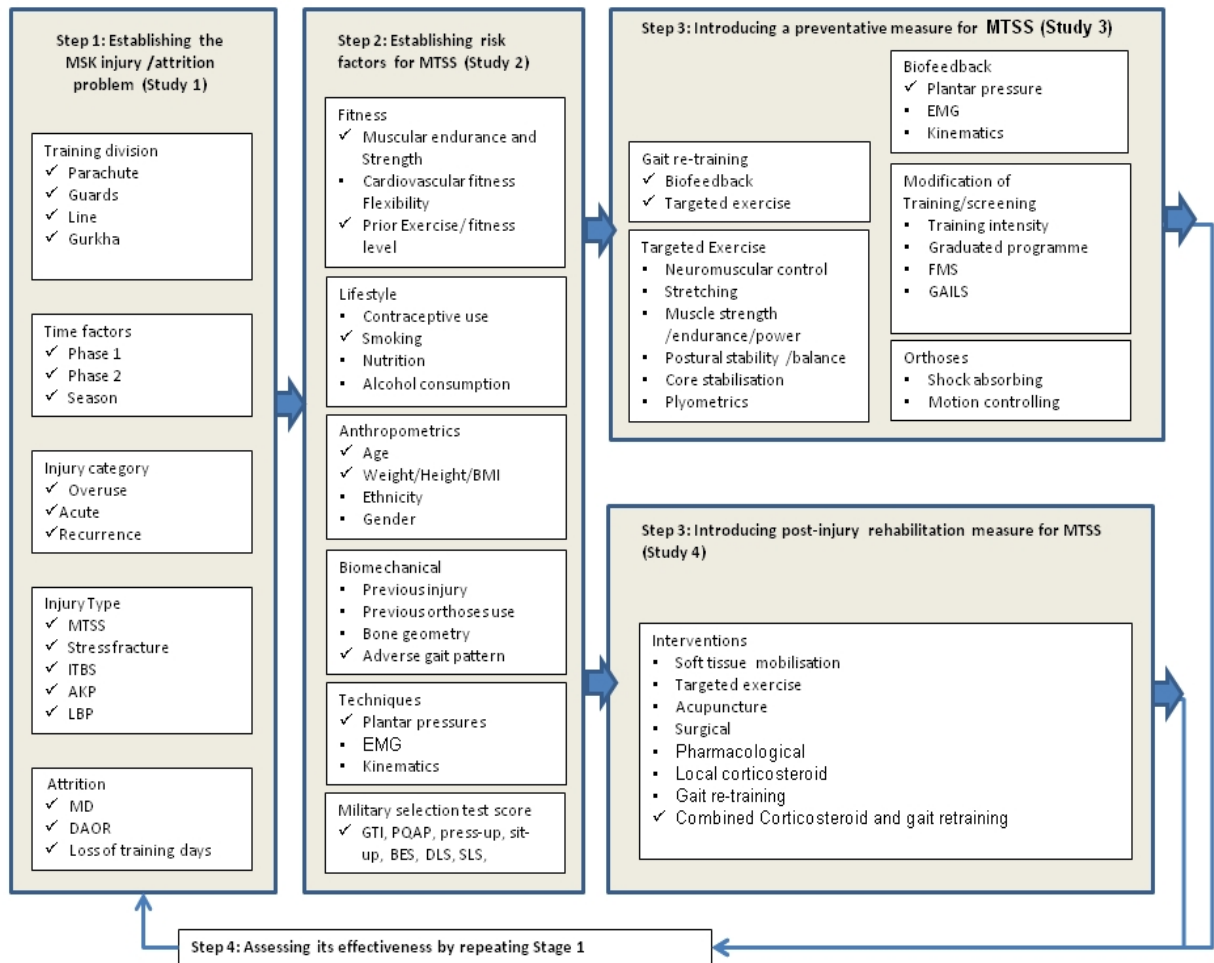 Step 1: Establishing the
MSK injury /attrition
problem (Study 1)
Training division
✓ Parachute
✓ Guards
✓ Line
✓ Gurkha
Time factors
✓ Phase 1
✓ Phase 2
✓ Season
Injury category
✓ Overuse
✓ Acute
✓ Recurrence
Injury Type
✓ MTSS
✓ Stress fracture
✓ ITBS
✓ AKP
✓ LBP
Attrition
✓ MD
✓ DAOR
✓ Loss of training days
Step 2: Establishing risk
factors for MTSS (Study 2)
Fitness
✓ Muscular endurance and
Strength
▪ Cardiovascular fitness
Flexibility
✓ Prior Exercise/ fitness
level
Lifestyle
▪ Contraceptive use
✓ Smoking
▪ Nutrition
▪ Alcohol consumption
Anthropometrics
✓ Age
✓ Weight/Height/BMI
▪ Ethnicity
▪ Gender
Biomechanical
▪ Previous injury
▪ Previous orthoses use
▪ Bone geometry
✓ Adverse gait pattern
Techniques
✓ Plantar pressures
▪ EMG
▪ Kinematics
Military selection test score
✓ GTI, PQAP, press-up, sit-
up, BES, DLS, SLS,
Step 3: Introducing a preventative measure for MTSS (Study 3)
Gait re-training
✓ Biofeedback
✓ Targeted exercise
Targeted Exercise
▪ Neuromuscular control
▪ Stretching
▪ Muscle strength
/endurance/power
▪ Postural stability /balance
▪ Core stabilisation
▪ Plyometrics
Biofeedback
✓ Plantar pressure
▪ EMG
▪ Kinematics
Modification of
Training/screening
▪ Training intensity
▪ Graduated programme
▪ FMS
▪ GAILS
Orthoses
▪ Shock absorbing
▪ Motion controlling
Step 3: Introducing post-injury rehabilitation measure for MTSS
(Study 4)
Interventions
▪ Soft tissue mobilisation
▪ Targeted exercise
▪ Acupuncture
▪ Surgical
▪ Pharmacological
▪ Local corticosteroid
▪ Gait re-training
✓ Combined Corticosteroid and gait retraining
Step 4: Assessing its effectiveness by repeating Stage 1